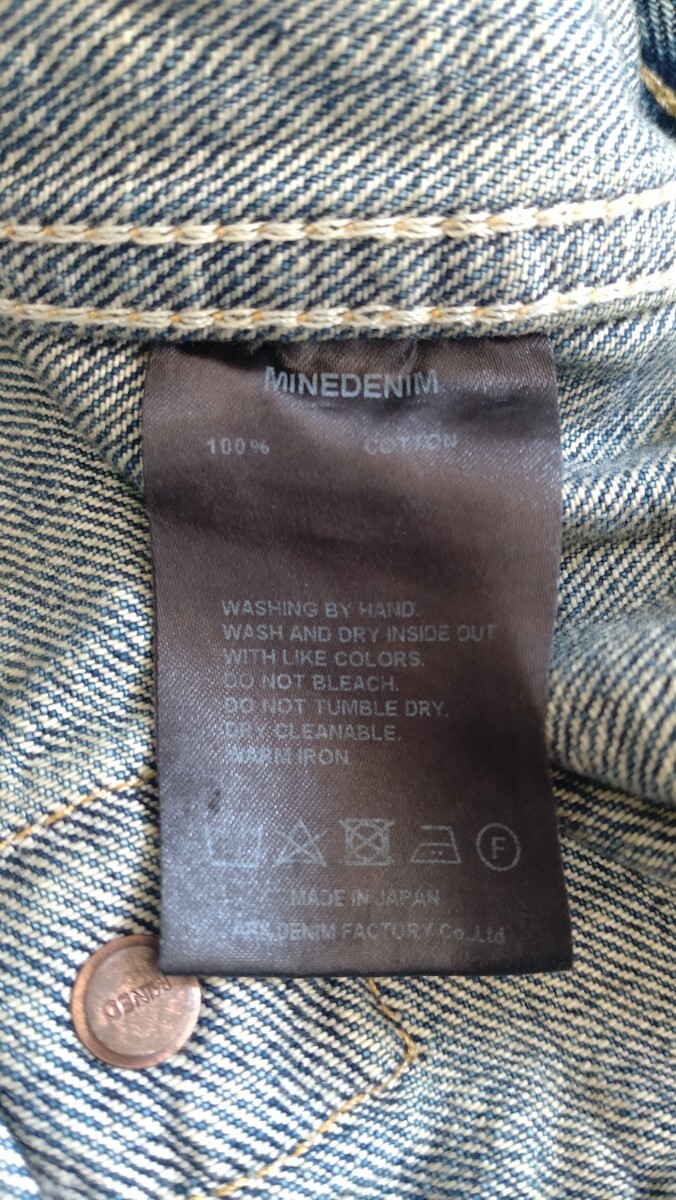 MINEDENIM
100% COTTON
WASHING BY HAND.
WASH AND DRY INSIDE OUT
WITH LIKE COLORS.
DO NOT BLEACH.
DO NOT TUMBLE DRY.
DRY CLEANABLE.
WARM IRON.
F
MADE IN JAPAN
ARK DENIM FACTORY Co.,Ltd